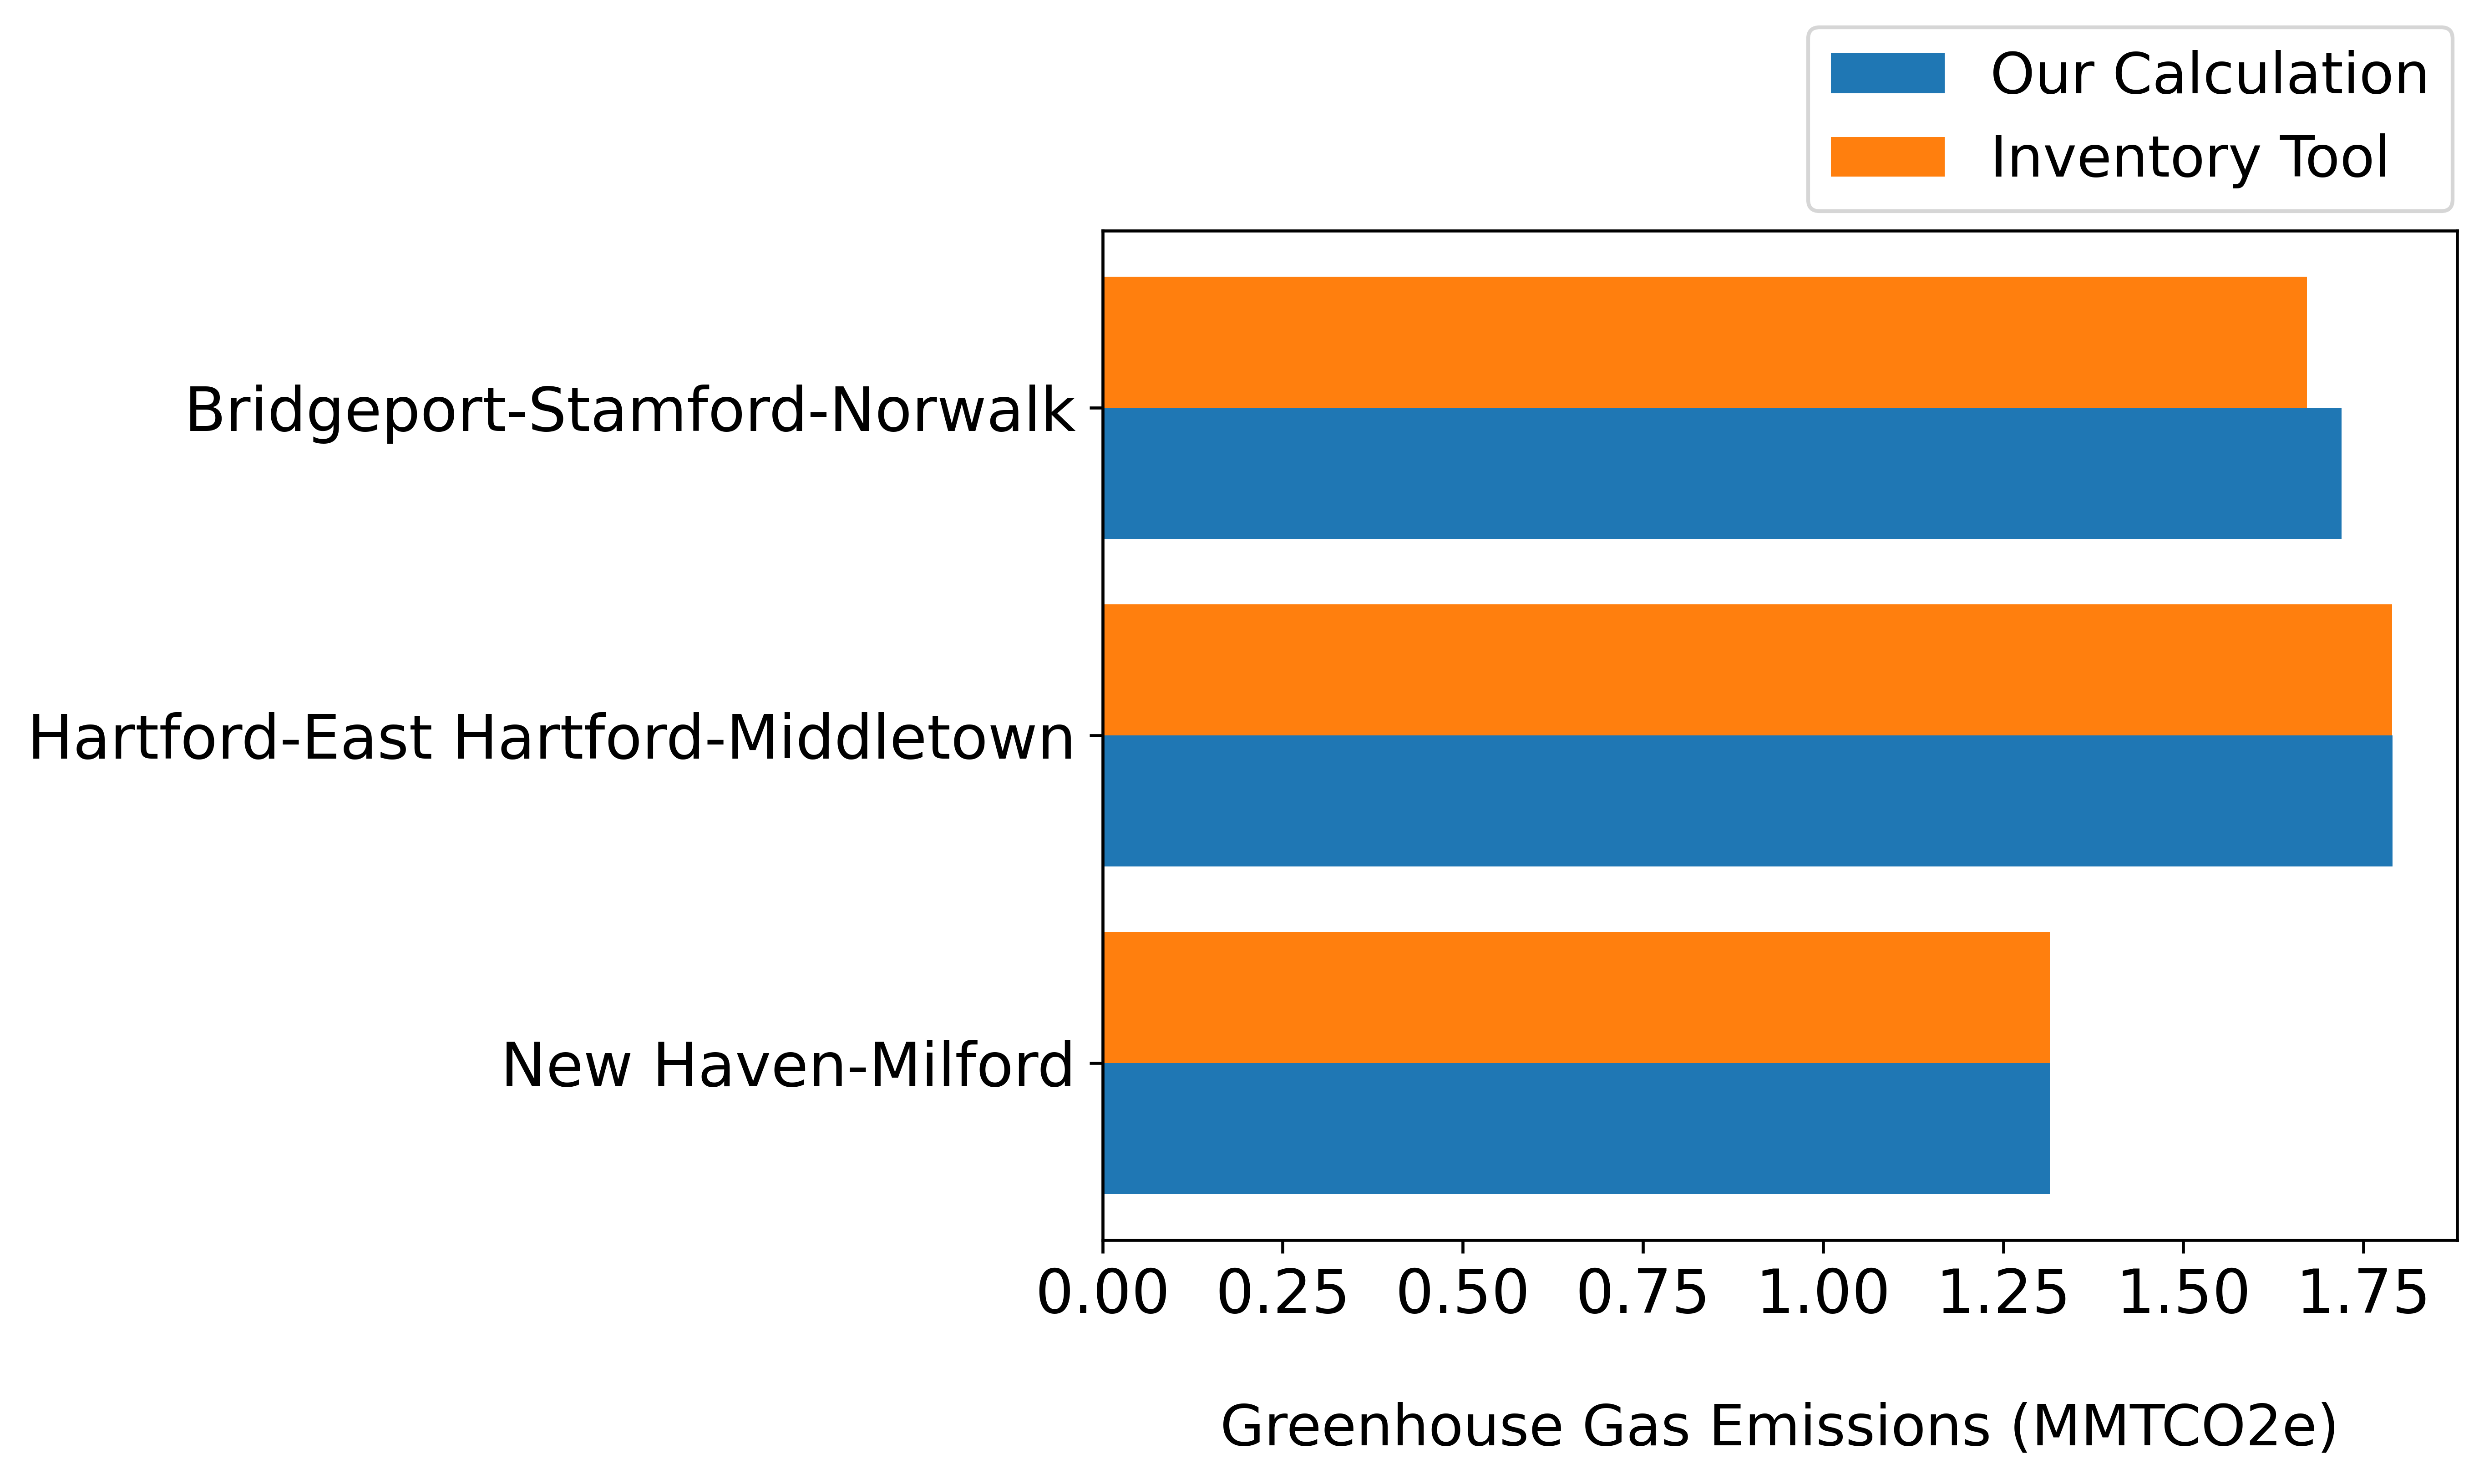 Our Calculation
Inventory Tool
Bridgeport-Stamford-Norwalk
Hartford-East Hartford-Middletown
New Haven-Milford
0.00 0.25 0.50 0.75 1.00 1.25 1.50 1.75
Greenhouse Gas Emissions (MMTCO2e)